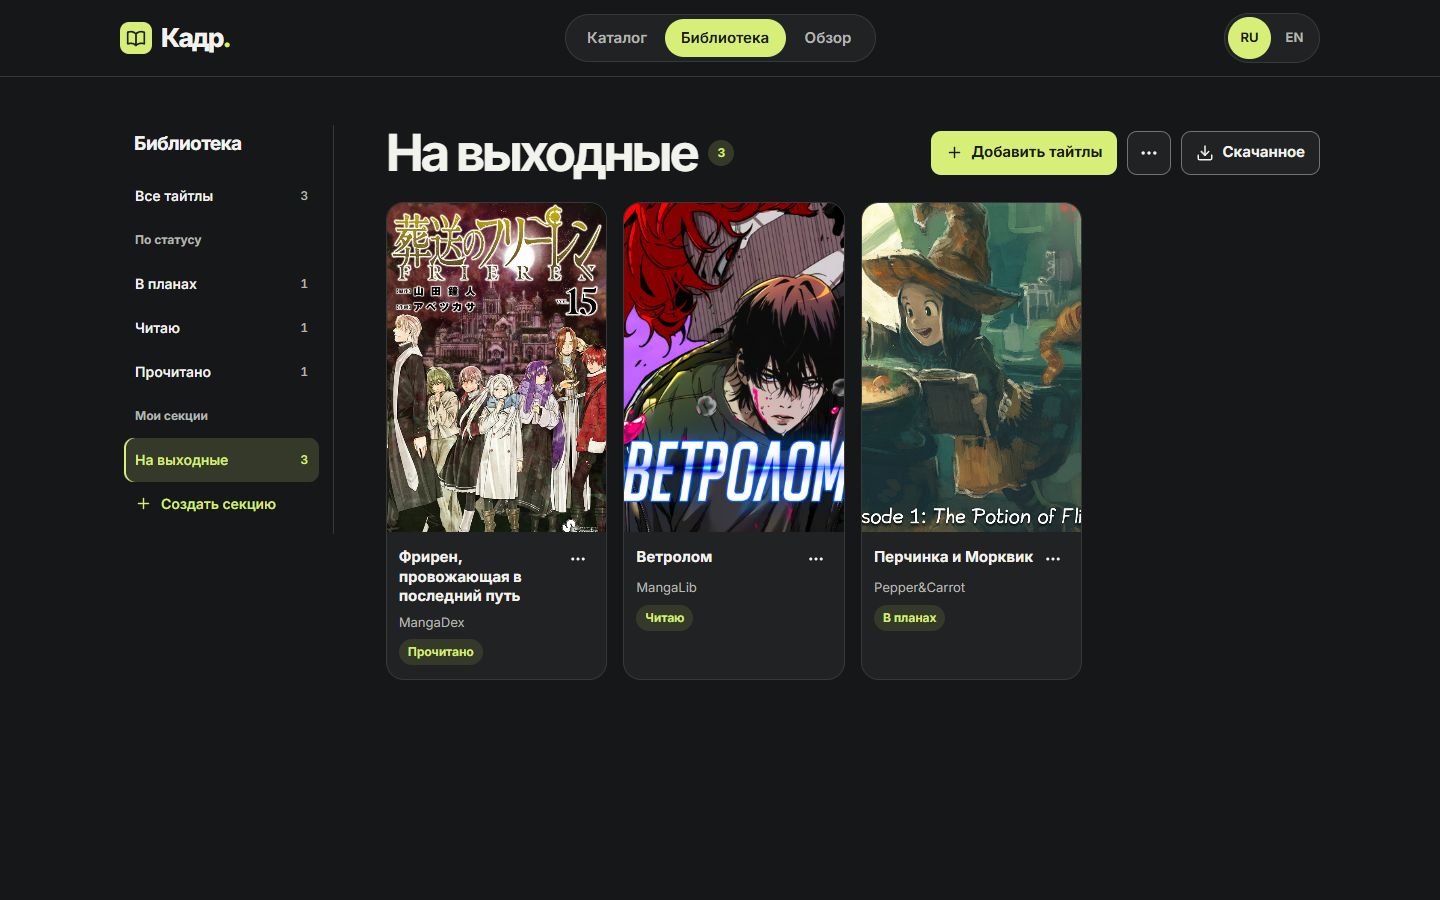 Кадр.
Каталог
Библиотека
Обзор
RU
EN
Библиотека
Все тайтлы 3
По статусу
В планах 1
Читаю 1
Прочитано 1
Мои секции
На выходные 3
+ Создать секцию
На выходные 3
+ Добавить тайтлы
Скачанное
葬送のフリーレン
FRIEREN
山田鐘人
アベツカサ
15
Фрирен,
провожающая в
последний путь
MangaDex
Прочитано
ВЕТРОЛОМ
Ветролом
MangaLib
Читаю
sode 1: The Potion of Fli
Перчинка и Морквик
Pepper&Carrot
В планах